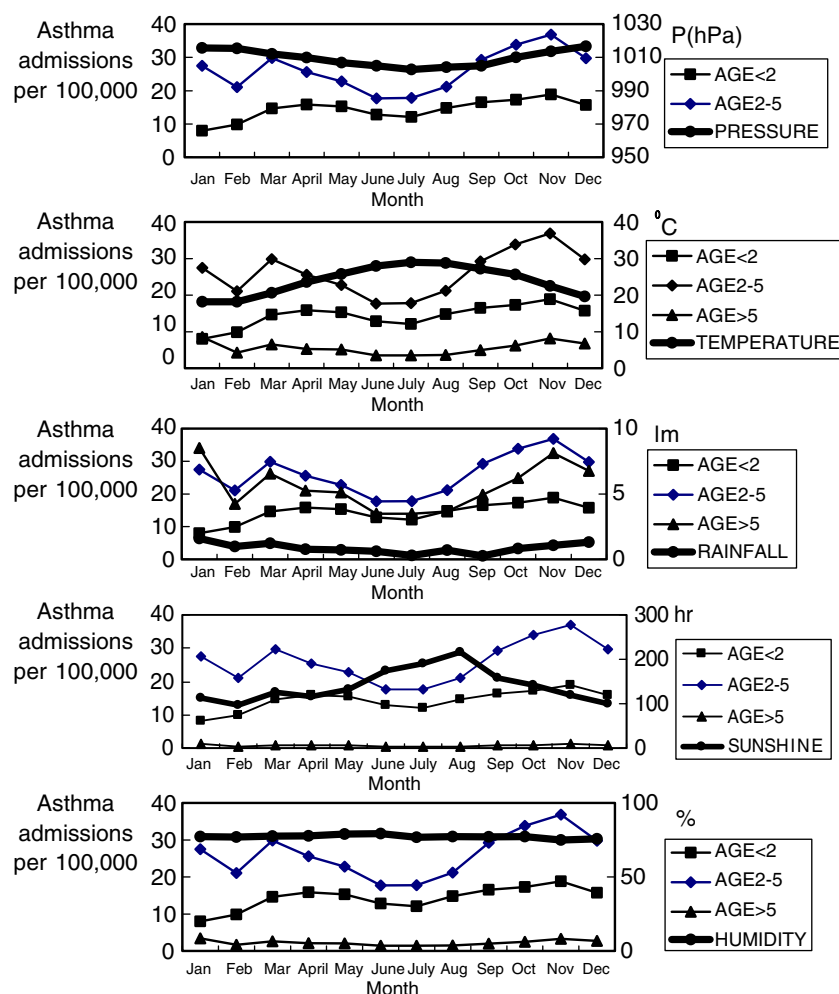 Asthma
admissions
per 100,000
40
30
20
10
0
1030
1010
990
970
950
P(hPa)
AGE<2
AGE2-5
PRESSURE
Jan Feb Mar April May June July Aug Sep Oct Nov Dec
Month
Asthma
admissions
per 100,000
40
30
20
10
0
40
30
20
10
0
°C
AGE<2
AGE2-5
AGE>5
TEMPERATURE
Jan Feb Mar April May June July Aug Sep Oct Nov Dec
Month
Asthma
admissions
per 100,000
40
30
20
10
0
10
5
0
lm
AGE<2
AGE2-5
AGE>5
RAINFALL
Jan Feb Mar April May June July Aug Sep Oct Nov Dec
Month
Asthma
admissions
per 100,000
40
30
20
10
0
300 hr
200
100
0
AGE<2
AGE2-5
AGE>5
SUNSHINE
Jan Feb Mar April May June July Aug Sep Oct Nov Dec
Month
Asthma
admissions
per 100,000
40
30
20
10
0
100
50
0
%
AGE<2
AGE2-5
AGE>5
HUMIDITY
Jan Feb Mar April May June July Aug Sep Oct Nov Dec
Month